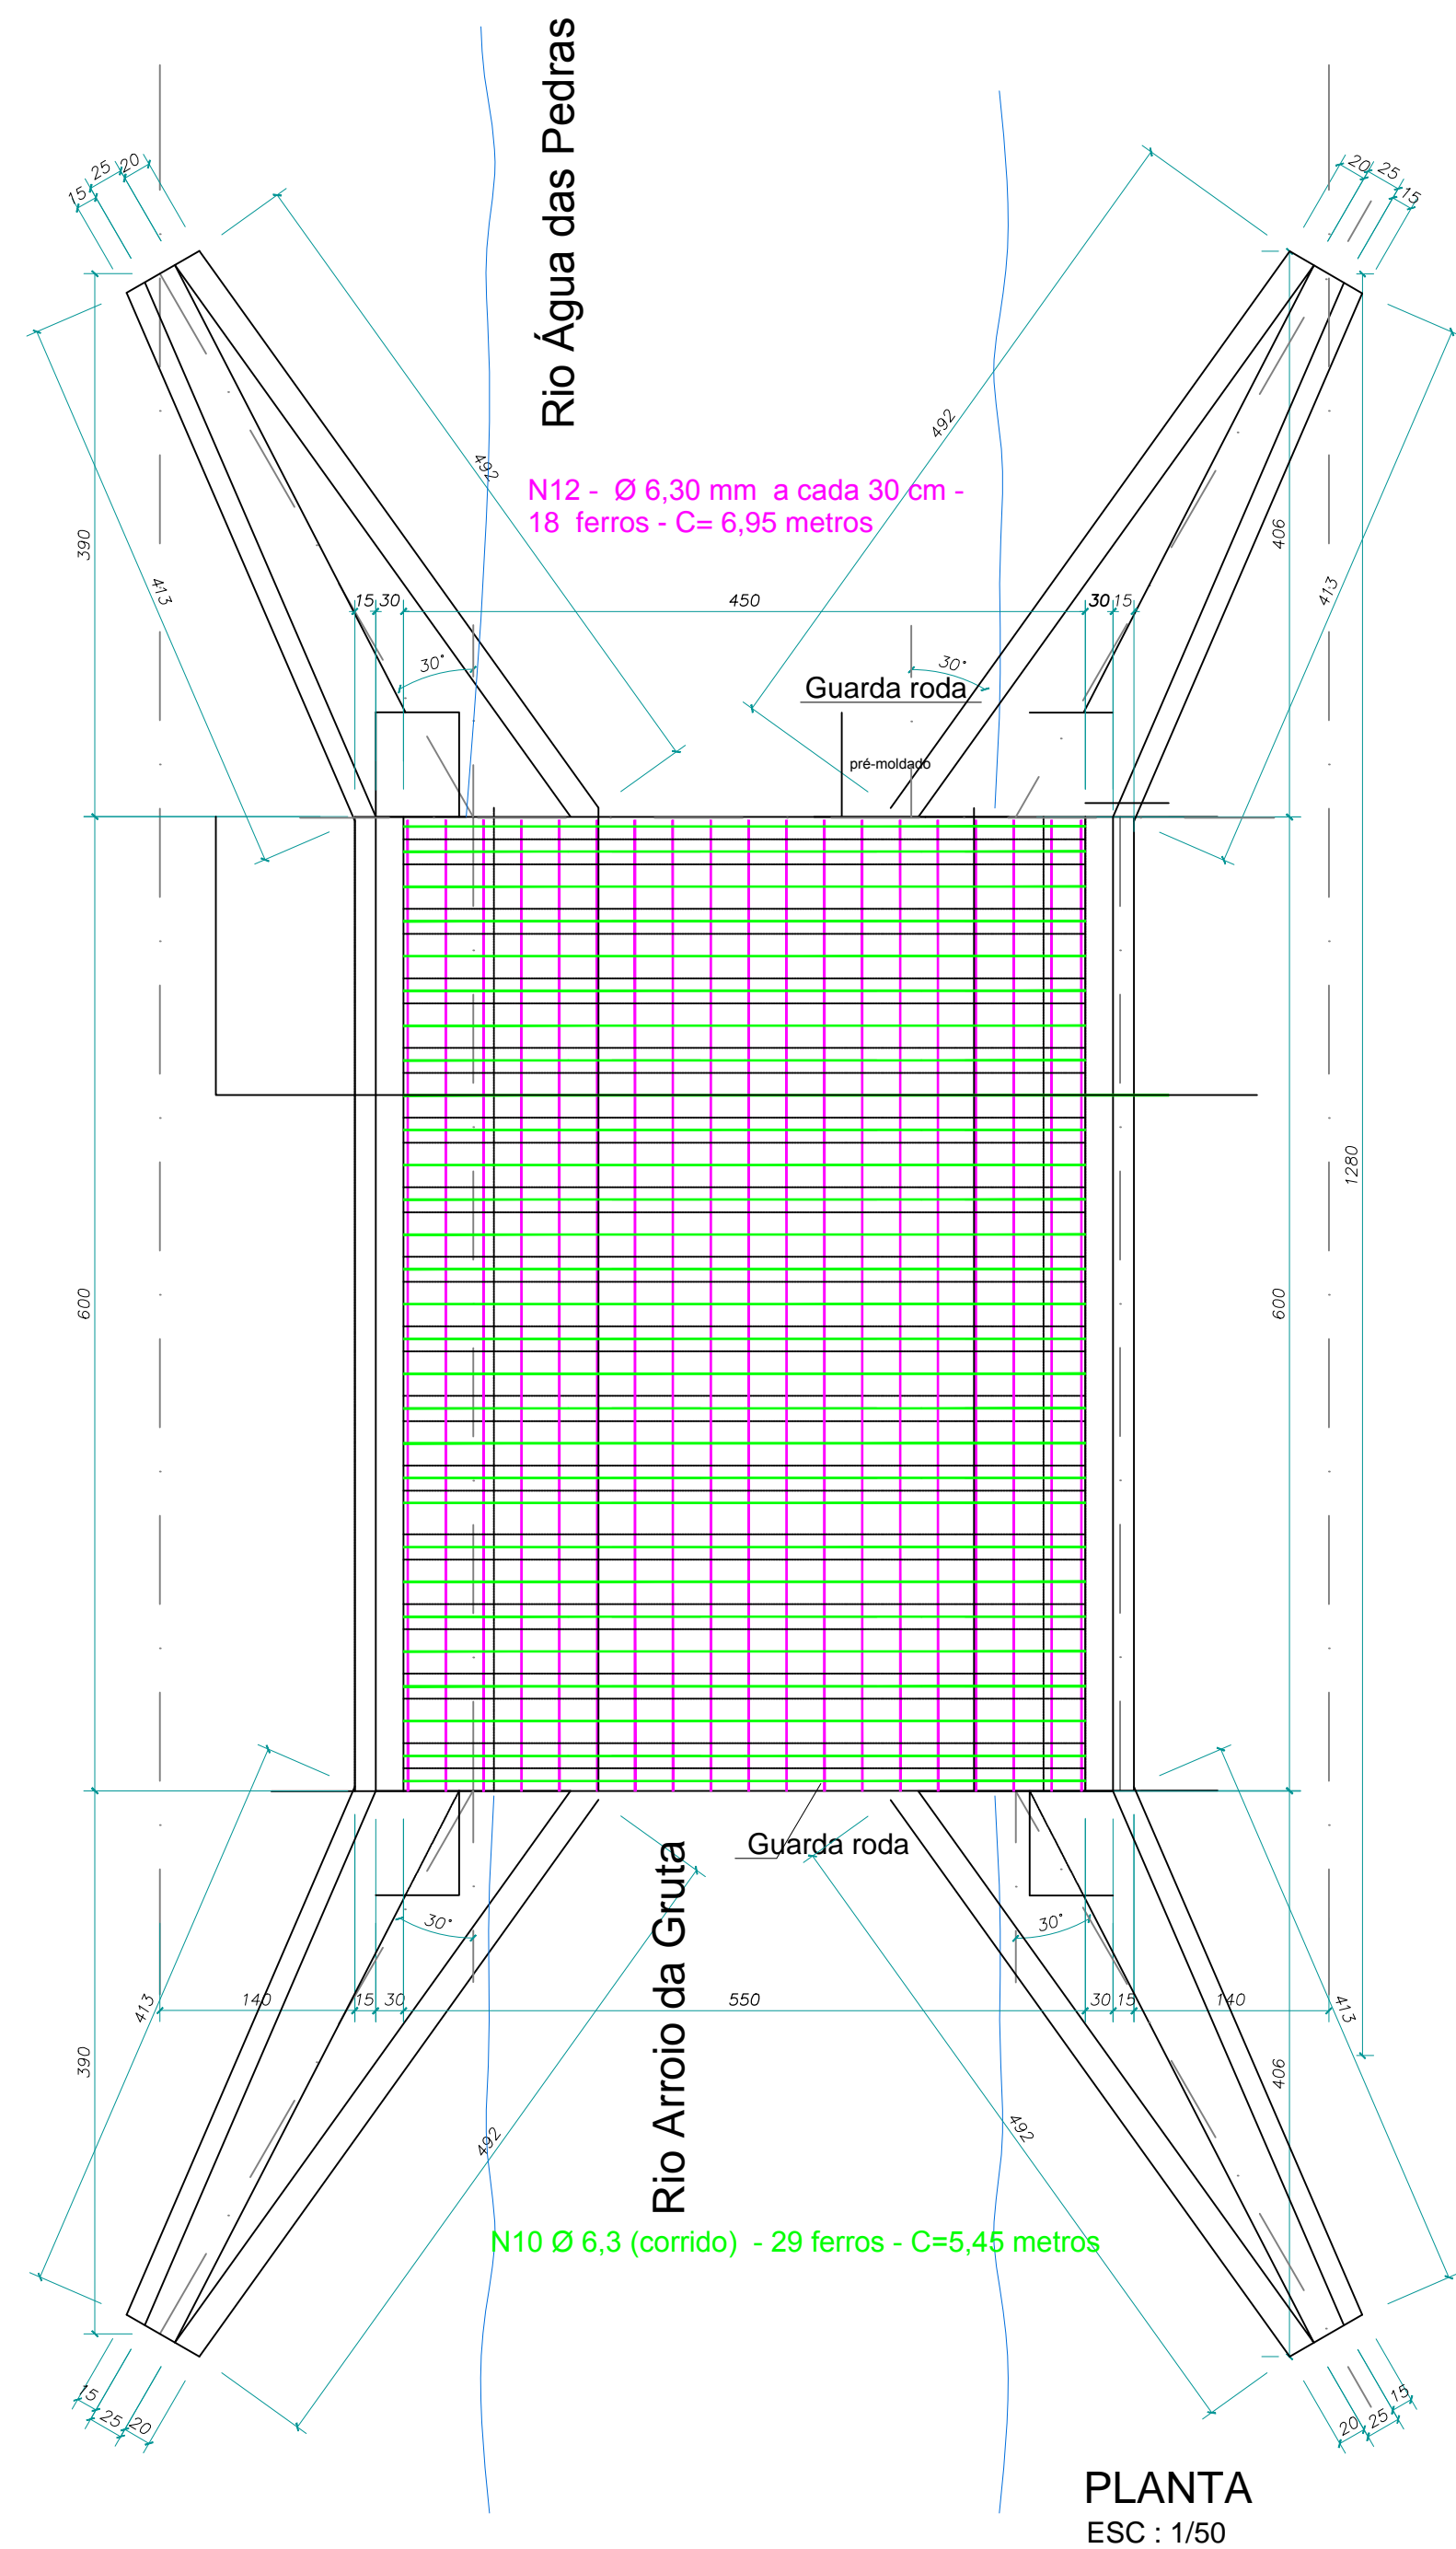 Rio Água das Pedras
15
25
20
20
25
15
492
492
N12 - Ø 6,30 mm a cada 30 cm -
18 ferros - C= 6,95 metros
390
406
413
413
15 30 450 30 15
30°
30°
Guarda roda
pré-moldado
1280
600
600
Guarda roda
Rio Arroio da Gruta
30°
30°
140 15 30 550 30 15 140
413
413
390
406
492
492
N10 Ø 6,3 (corrido) - 29 ferros - C=5,45 metros
15
25
20
20
25
15
PLANTA
ESC : 1/50